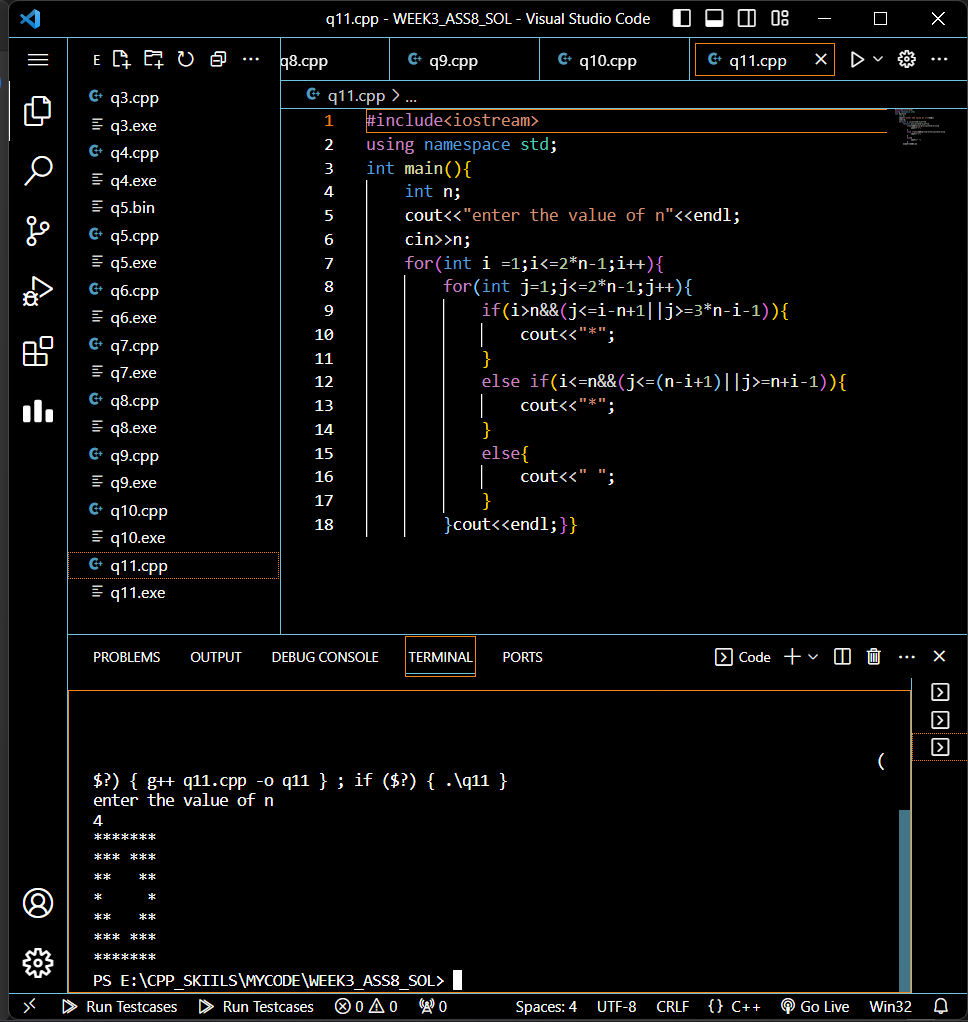 q11.cpp - WEEK3_ASS8_SOL - Visual Studio Code
E
q8.cpp
q9.cpp
q10.cpp
q11.cpp
q11.cpp > ...
q3.cpp
q3.exe
q4.cpp
q4.exe
q5.bin
q5.cpp
q5.exe
q6.cpp
q6.exe
q7.cpp
q7.exe
q8.cpp
q8.exe
q9.cpp
q9.exe
q10.cpp
q10.exe
q11.cpp
q11.exe
1 #include<iostream>
2 using namespace std;
3 int main(){
4     int n;
5     cout<<"enter the value of n"<<endl;
6     cin>>n;
7     for(int i =1;i<=2*n-1;i++){
8         for(int j=1;j<=2*n-1;j++){
9             if(i>n&&(j<=i-n+1||j>=3*n-i-1)){
10                 cout<<"*";
11             }
12             else if(i<=n&&(j<=(n-i+1)||j>=n+i-1)){
13                 cout<<"*";
14             }
15             else{
16                 cout<<" ";
17             }
18         }cout<<endl;}}
PROBLEMS OUTPUT DEBUG CONSOLE TERMINAL PORTS
Code
(
$?) { g++ q11.cpp -o q11 } ; if ($?) { .\q11 }
enter the value of n
4
*******
*** ***
**   **
*     *
**   **
*** ***
*******
PS E:\CPP_SKIILS\MYCODE\WEEK3_ASS8_SOL>
Run Testcases Run Testcases 0 0 0 Spaces: 4 UTF-8 CRLF {} C++ Go Live Win32